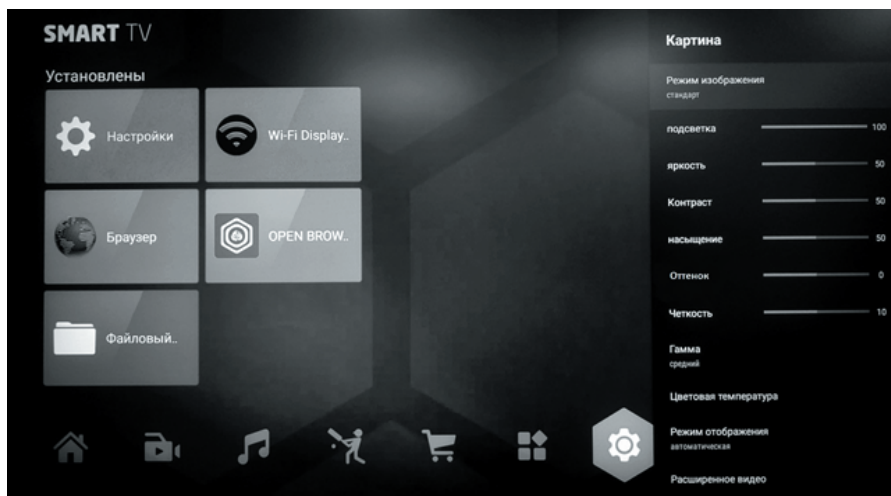 SMART TV
Установлены
Настройки
Wi-Fi Display..
Браузер
OPEN BROW..
Файловый..
Картина
Режим изображения
стандарт
подсветка 100
яркость 50
Контраст 50
насыщение 50
Оттенок 0
Четкость 10
Гамма
средний
Цветовая температура
Режим отображения
автоматическая
Расширенное видео